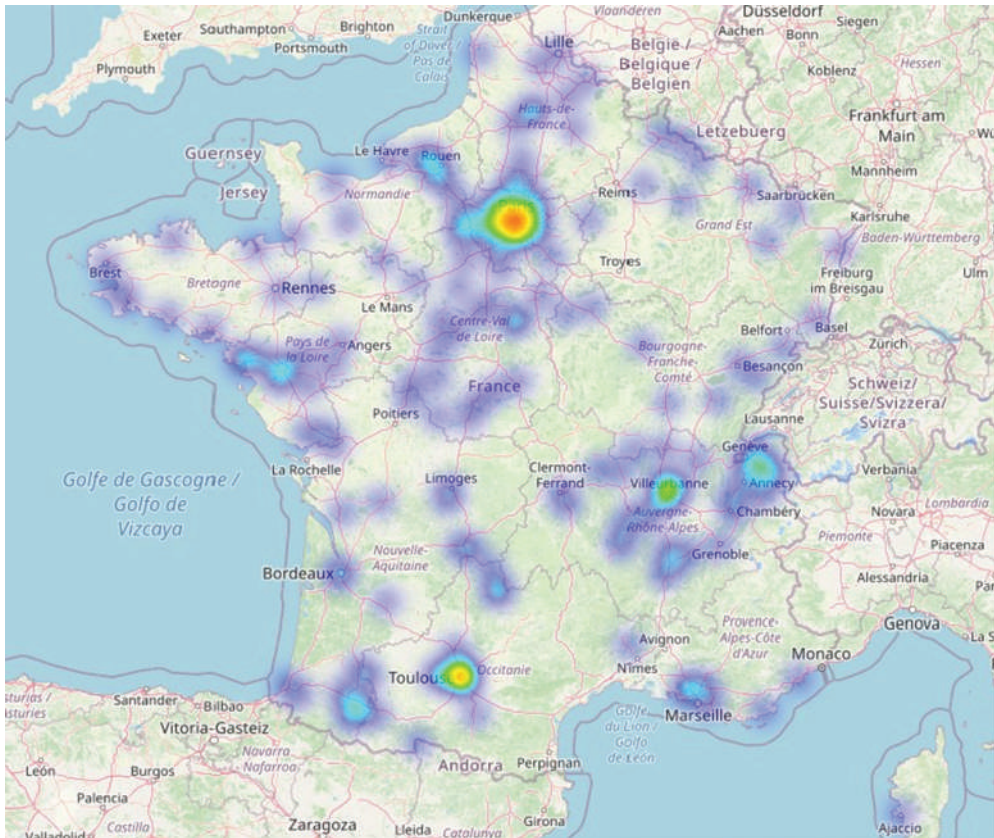 Dunkerque
Vlaanderen
Düsseldorf
Siegen
Exeter
Southampton
Brighton
Portsmouth
Strait
of Dover /
Pas de
Calais
Lille
België /
Belgique /
Belgien
Aachen
Bonn
Koblenz
Hessen
Plymouth
Frankfurt am
Main
Hauts-de-
France
Letzebuerg
Mannheim
Guernsey
Jersey
Le Havre
Rouen
Normandie
Reims
Saarbrücken
Karlsruhe
Grand Est
Baden-Württemberg
Brest
Bretagne
Rennes
Troyes
Freiburg
im Breisgau
Ulm
Le Mans
Centre-Val
de Loire
Belfort
Basel
Zürich
Pays de
la Loire
Angers
Bourgogne-
Franche-
Comté
Besançon
France
Schweiz/
Suisse/Svizzera/
Svizra
Poitiers
Lausanne
La Rochelle
Genève
Annecy
Verbania
Golfe de Gascogne /
Golfo de
Vizcaya
Limoges
Clermont-
Ferrand
Villeurbanne
Auvergne-
Rhône-Alpes
Chambéry
Lombardia
Novara
Piemonte
Grenoble
Piacenza
Nouvelle-
Aquitaine
Bordeaux
Alessandria
Genova
Provence-
Alpes-Côte
d'Azur
Avignon
Monaco
Nîmes
Occitanie
Marseille
Golfe
du Lion /
Golfo
de León
Santander
Bilbao
Vitoria-Gasteiz
Navarra
Nafarroa
Andorra
Perpignan
León
Burgos
Palencia
Castilla
Zaragoza
Lleida
Catalunya
Girona
Ajaccio